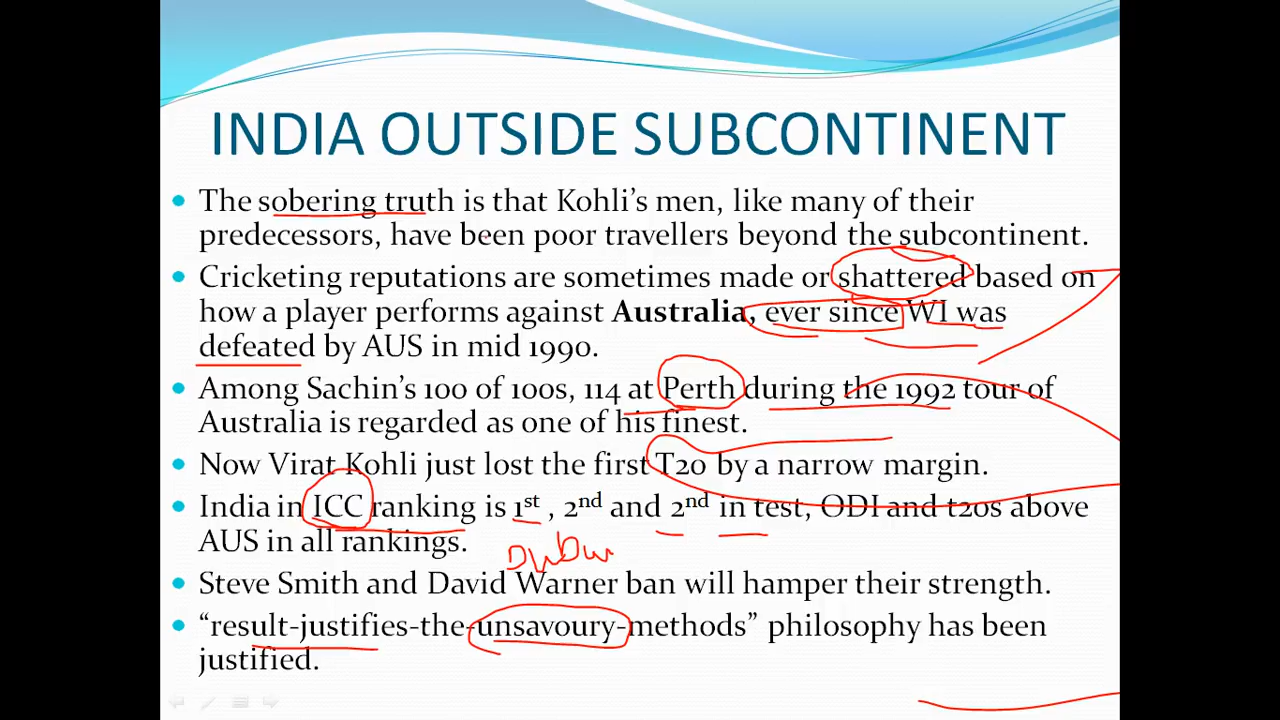 INDIA OUTSIDE SUBCONTINENT
The sobering truth is that Kohli’s men, like many of their
predecessors, have been poor travellers beyond the subcontinent.
Cricketing reputations are sometimes made or shattered based on
how a player performs against Australia, ever since WI was
defeated by AUS in mid 1990.
Among Sachin’s 100 of 100s, 114 at Perth during the 1992 tour of
Australia is regarded as one of his finest.
Now Virat Kohli just lost the first T20 by a narrow margin.
India in ICC ranking is 1st , 2nd and 2nd in test, ODI and t20s above
AUS in all rankings.
Steve Smith and David Warner ban will hamper their strength.
“result-justifies-the-unsavoury-methods” philosophy has been
justified.